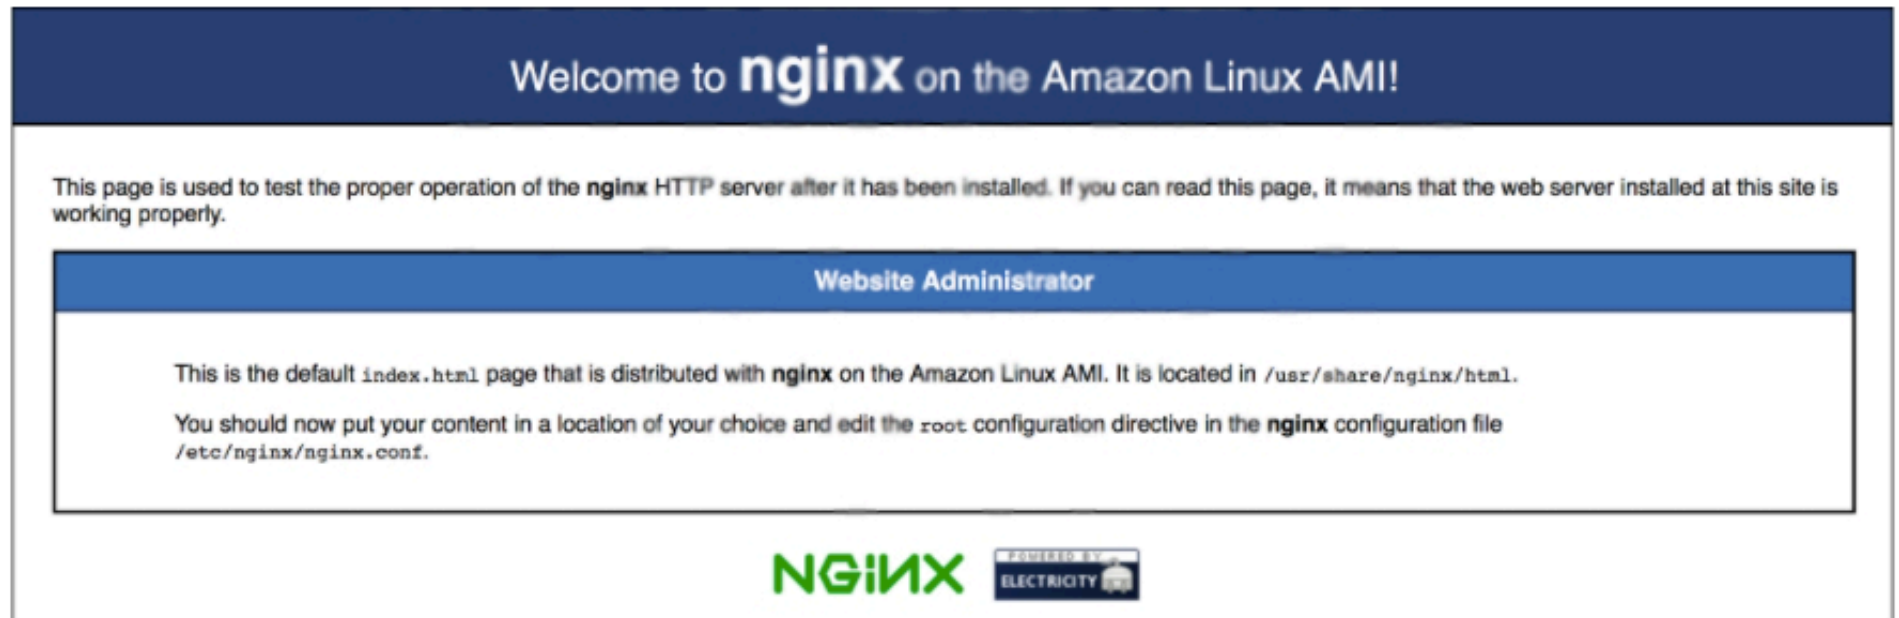 Welcome to nginx on the Amazon Linux AMI!
This page is used to test the proper operation of the nginx HTTP server after it has been installed. If you can read this page, it means that the web server installed at this site is
working properly.
Website Administrator
This is the default index.html page that is distributed with nginx on the Amazon Linux AMI. It is located in /usr/share/nginx/html.
You should now put your content in a location of your choice and edit the root configuration directive in the nginx configuration file
/etc/nginx/nginx.conf.
NGINX
POWERED BY
ELECTRICITY